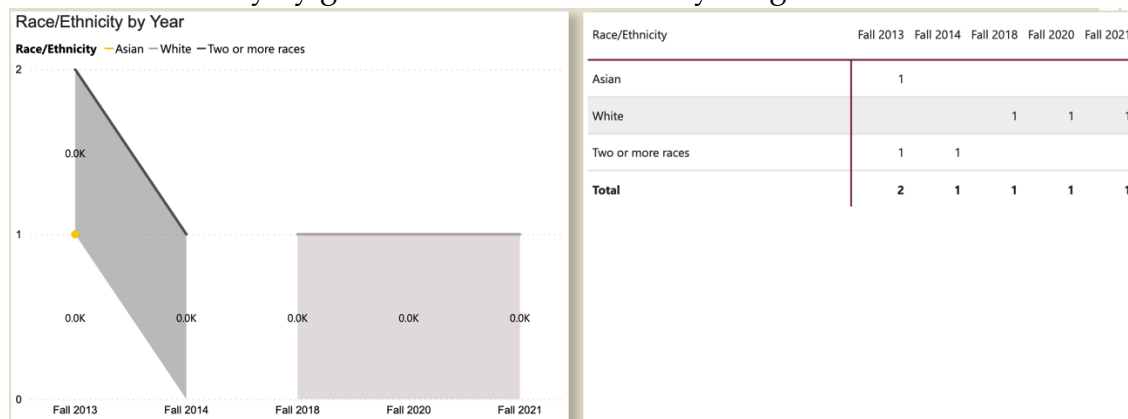 Race/Ethnicity by Year
Race/Ethnicity Asian White Two or more races
2
0.0K
1
0.0K 0.0K 0.0K 0.0K 0.0K
0
Fall 2013 Fall 2014 Fall 2018 Fall 2020 Fall 2021
Race/Ethnicity Fall 2013 Fall 2014 Fall 2018 Fall 2020 Fall 2021
Asian 1
White 1 1 1
Two or more races 1 1
Total 2 1 1 1 1